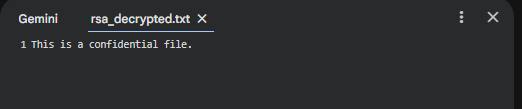 Gemini rsa_decrypted.txt
1 This is a confidential file.